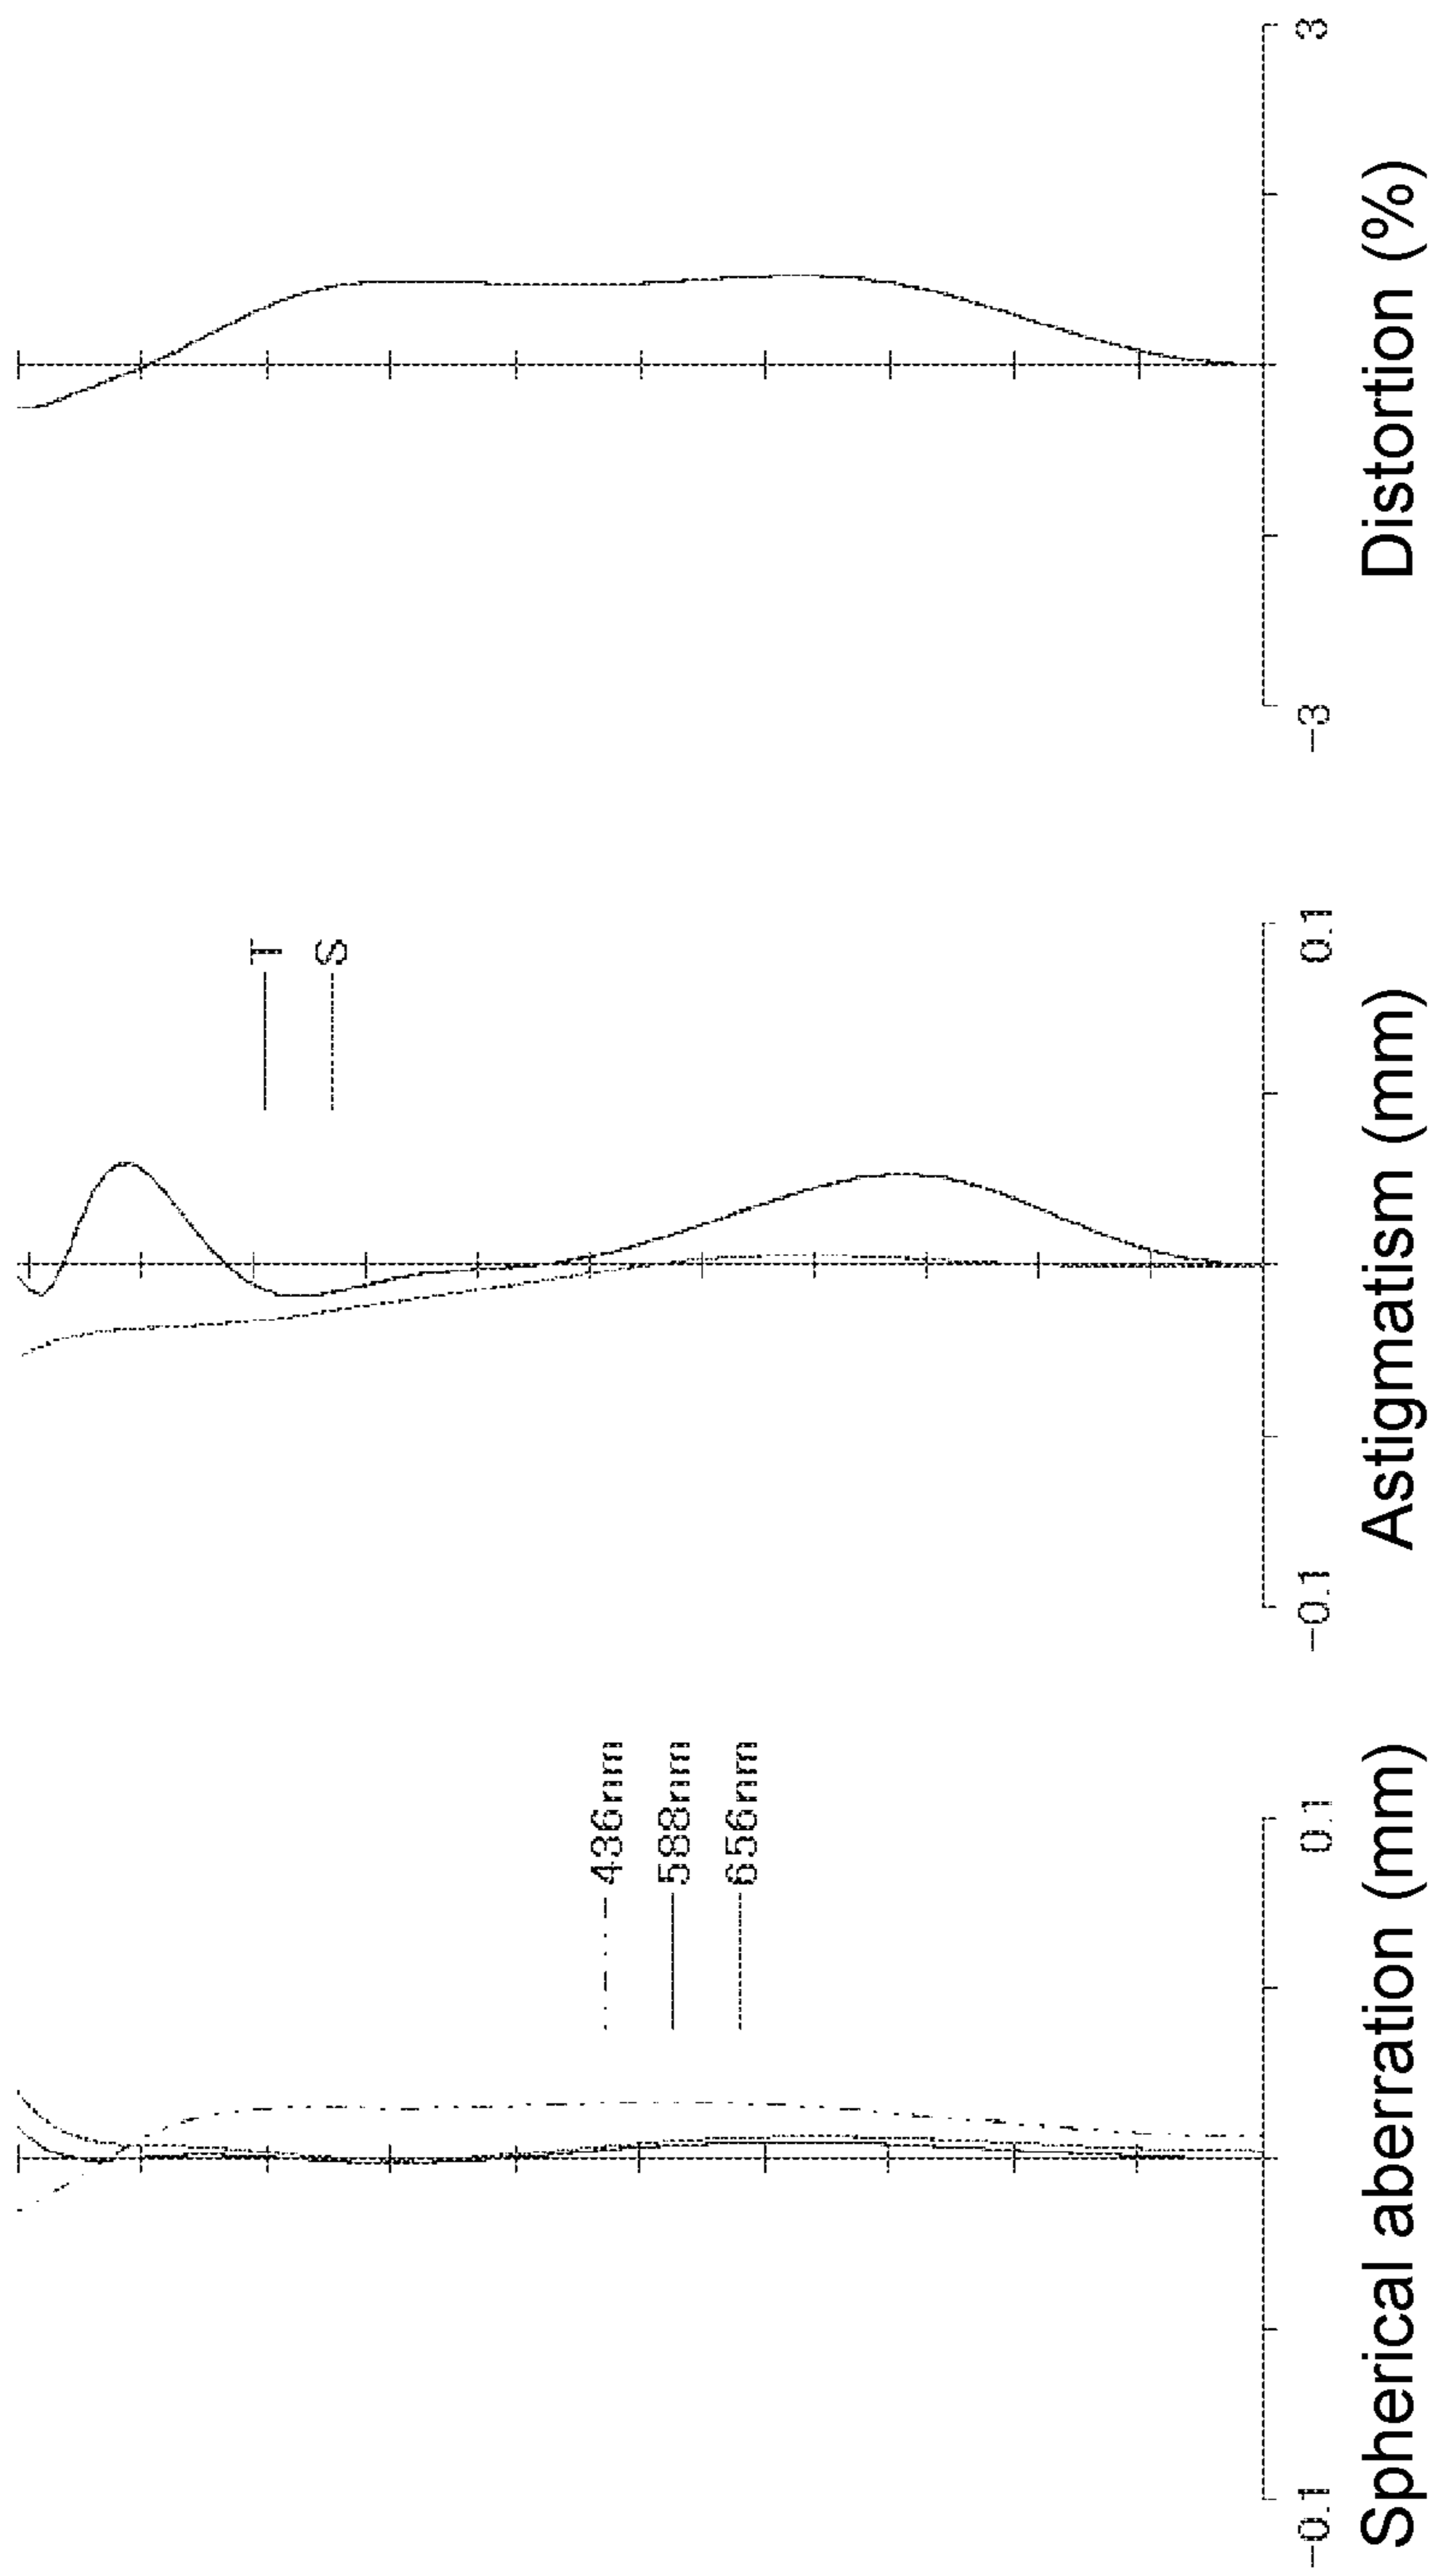 436nm
588nm
656nm
-0.1 0.1
Spherical aberration (mm)
T
S
-0.1 0.1
Astigmatism (mm)
-3 3
Distortion (%)